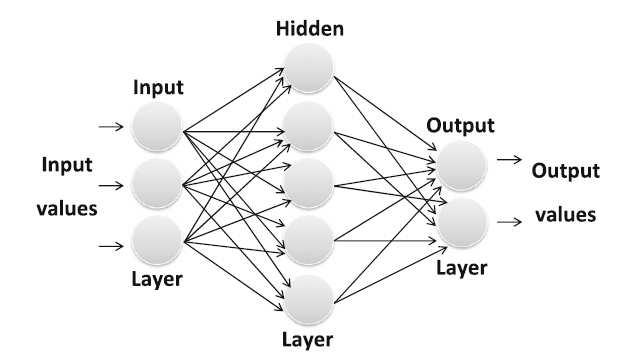 Hidden
Input
Output
Input
values
Output
values
Layer
Layer
Layer